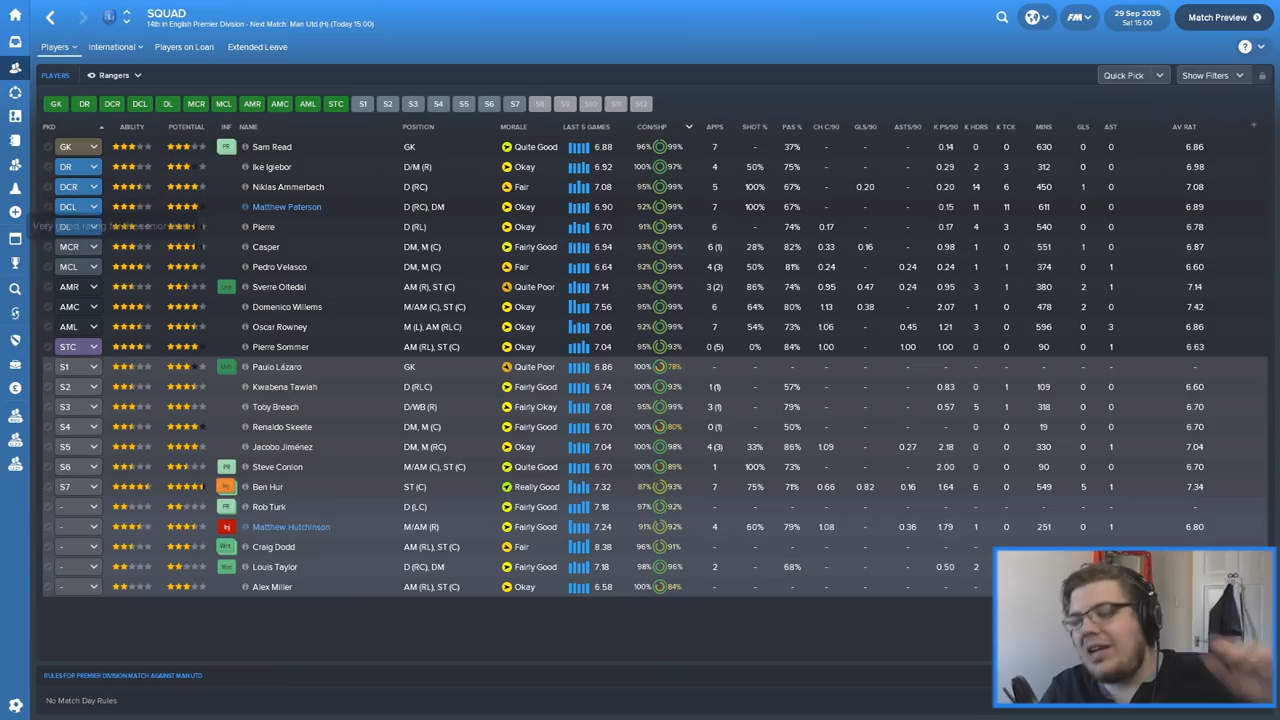 SQUAD
14th in English Premier Division - Next Match: Man Utd (H) (Today 15:00)
FM
29 Sep 2035
Sat 15:00
Match Preview
Players International Players on Loan Extended Leave
PLAYERS Rangers Quick Pick Show Filters
GK DR DCR DCL DL MCR MCL AMR AMC AML STC S1 S2 S3 S4 S5 S6 S7 S8 S9 S10 S11 S12
PKD ABILITY POTENTIAL INF NAME POSITION MORALE LAST 5 GAMES CON/SHP APPS SHOT % PAS % CH C/90 GLS/90 ASTS/90 K PS/90 K HDRS K TCK MINS GLS AST AV RAT
GK PR Sam Read GK Quite Good 6.88 96% 99% 7 - 37% - - - 0.14 0 0 630 0 0 6.86
DR Ike Igiebor D/M (R) Okay 6.92 100% 97% 4 50% 75% - - - 0.29 2 3 312 0 0 6.98
DCR Niklas Ammerbach D (RC) Fair 7.08 95% 99% 5 100% 67% - 0.20 - 0.20 14 6 450 1 0 7.08
DCL Matthew Paterson D (RC), DM Okay 6.90 92% 99% 7 100% 67% - - - 0.15 11 11 611 0 0 6.89
DL Pierre D (RL) Okay 6.70 91% 99% 6 - 74% 0.17 - - 0.17 4 3 540 0 0 6.78
MCR Casper DM, M (C) Fairly Good 6.94 93% 99% 6 (1) 28% 82% 0.33 0.16 - 0.98 1 0 551 1 0 6.87
MCL Pedro Velasco DM, M (C) Fair 6.64 92% 99% 4 (3) 50% 81% 0.24 - 0.24 0.24 1 1 374 0 1 6.60
AMR Unh Sverre Oltedal AM (R), ST (C) Quite Poor 7.14 93% 99% 3 (2) 86% 74% 0.95 0.47 0.24 0.95 3 1 380 2 1 7.14
AMC Domenico Willems M/AM (C), ST (C) Okay 7.56 95% 99% 6 64% 80% 1.13 0.38 - 2.07 1 0 478 2 0 7.42
AML Oscar Rowney M (L), AM (RLC) Okay 7.06 92% 99% 7 54% 73% 1.06 - 0.45 1.21 3 0 596 0 3 6.86
STC Pierre Sommer AM (RL), ST (C) Okay 7.04 95% 93% 0 (5) 0% 84% 1.00 - 1.00 1.00 0 0 90 0 1 6.63
S1 Unh Paulo Lázaro GK Quite Poor 6.86 100% 78% - - - - - - - - - - - - -
S2 Kwabena Tawiah D (RLC) Fairly Good 6.74 100% 93% 1 (1) - 57% - - - 0.83 0 1 109 0 0 6.60
S3 Toby Breach D/WB (R) Fairly Okay 7.08 95% 99% 3 (1) - 79% - - - 0.57 5 1 318 0 0 6.70
S4 Renaldo Skeete DM, M (C) Fairly Good 6.70 100% 80% 0 (1) - 50% - - - - 0 0 19 0 0 6.70
S5 Jacobo Jiménez DM, M (RC) Okay 7.04 100% 98% 4 (3) 33% 86% 1.09 - 0.27 2.18 0 0 330 0 1 7.04
S6 PR Steve Conlon M/AM (C), ST (C) Quite Good 6.70 100% 89% 1 100% 73% - - - 2.00 0 0 90 0 0 6.70
S7 Inj Ben Hur ST (C) Really Good 7.32 87% 93% 7 75% 71% 0.66 0.82 0.16 1.64 6 0 549 5 1 7.34
- PR Rob Turk D (LC) Fairly Good 7.18 97% 92% - - - - - - - - - - - - -
- Inj Matthew Hutchinson M/AM (R) Fairly Good 7.24 91% 92% 4 60% 79% 1.08 - 0.36 1.79 1 0 251 0 1 6.80
- Wnt Craig Dodd AM (RL), ST (C) Fair 8.38 96% 91% - - - - - - - -
- Wnt Louis Taylor D (RC), DM Fairly Good 7.18 98% 96% 2 - 68% - - - 0.50 2
- Alex Miller AM (RL), ST (C) Okay 6.58 100% 84% - - - - - - - -
RULES FOR PREMIER DIVISION MATCH AGAINST MAN UTD
No Match Day Rules